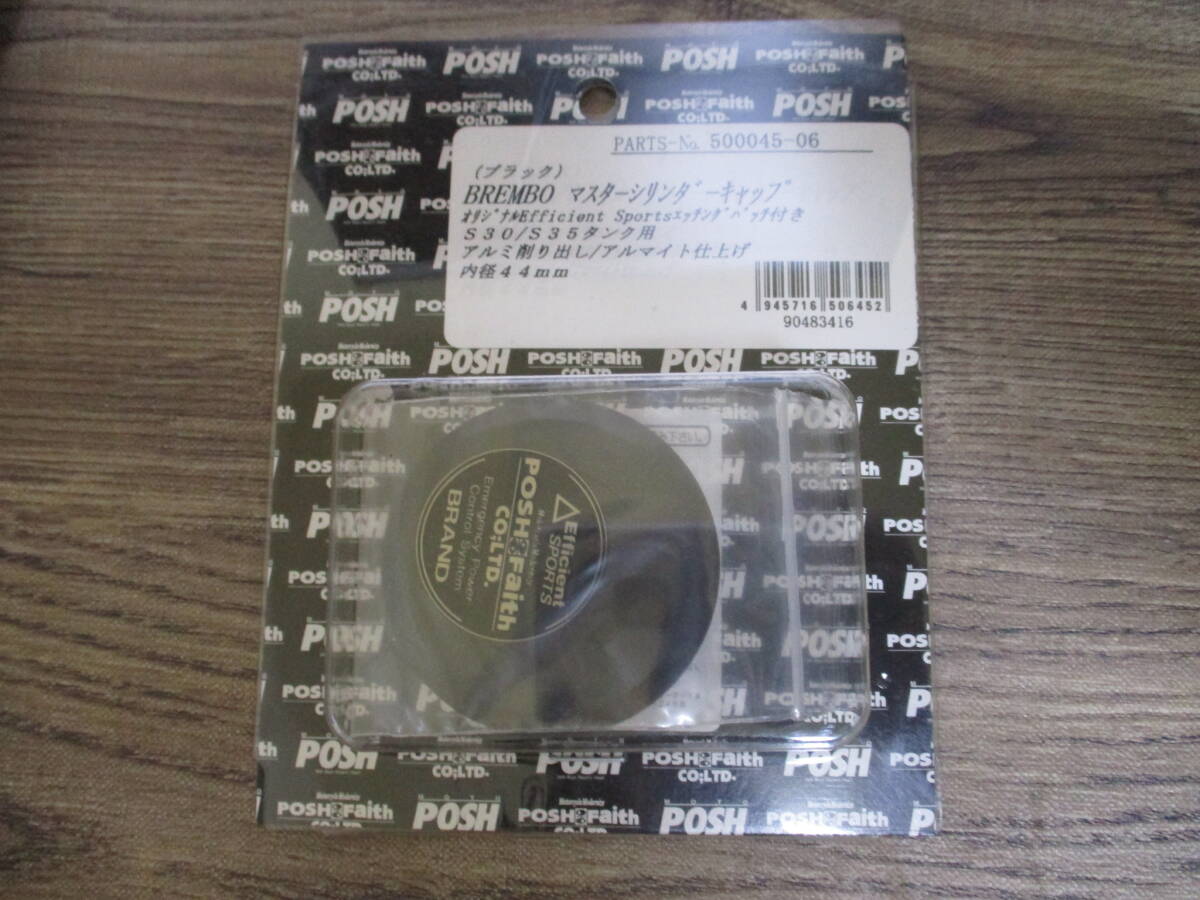 PARTS-No. 500045-06
(ブラック)
BREMBO マスターシリンダーキャップ
ｵﾘｼﾞﾅﾙEfficient Sportsｴｯﾁﾝｸﾞﾊﾞｯﾁ付き
S30/S35タンク用
アルミ削り出し/アルマイト仕上げ
内径44mm
4 945716 506452
90483416
Efficient
SPORTS
POSH Faith
CO;LTD.
Emergency Power
Control System
BRAND
POSH Faith
CO;LTD.
POSH